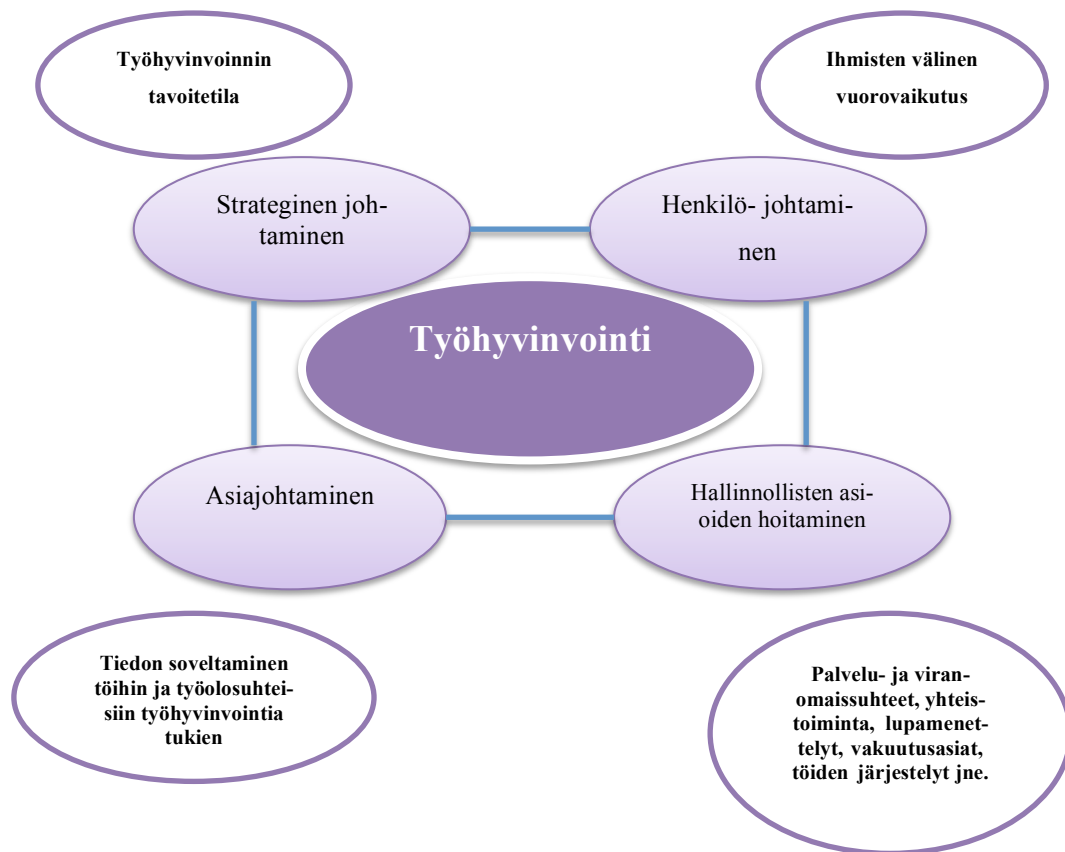 Työhyvinvoinnin
tavoitetila
Ihmisten välinen
vuorovaikutus
Strateginen joh-
taminen
Henkilö- johtami-
nen
Työhyvinvointi
Asiajohtaminen
Hallinnollisten asi-
oiden hoitaminen
Tiedon soveltaminen
töihin ja työolosuhtei-
siin työhyvinvointia
tukien
Palvelu- ja viran-
omaissuhteet, yhteis-
toiminta, lupamenet-
telyt, vakuutusasiat,
töiden järjestelyt jne.